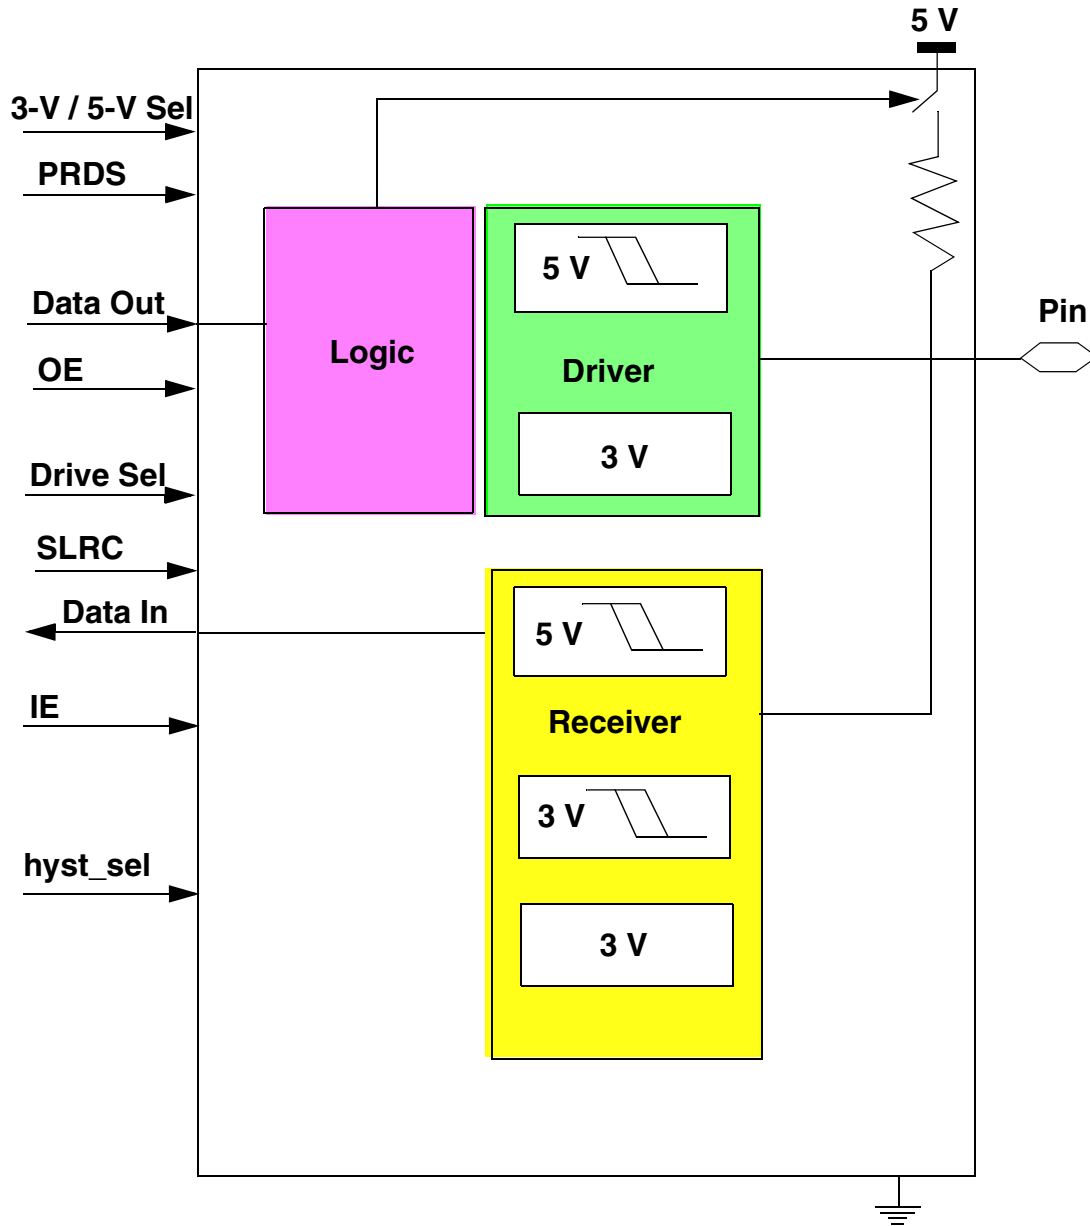 5 V
3-V / 5-V Sel
PRDS
Data Out
OE
Drive Sel
SLRC
Data In
IE
hyst_sel
Logic
5 V
Driver
3 V
Pin
5 V
Receiver
3 V
3 V